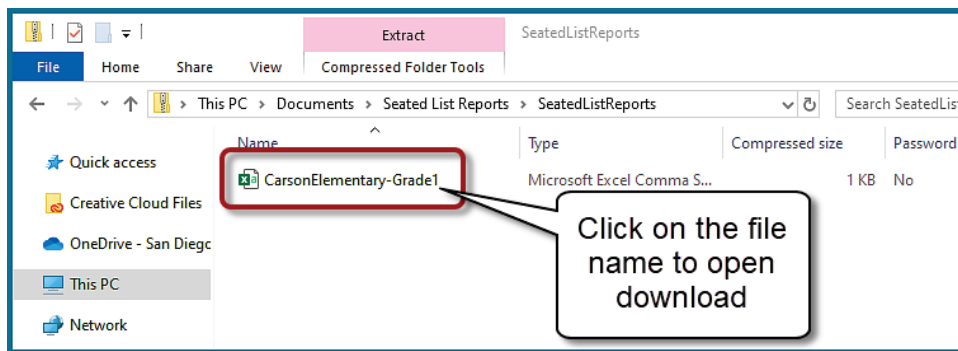 Extract SeatedListReports
File Home Share View Compressed Folder Tools
This PC > Documents > Seated List Reports > SeatedListReports Search SeatedLis
Name Type Compressed size Password
Quick access
CarsonElementary-Grade1 Microsoft Excel Comma S... 1 KB No
Creative Cloud Files
OneDrive - San Diego
This PC
Network
Click on the file
name to open
download